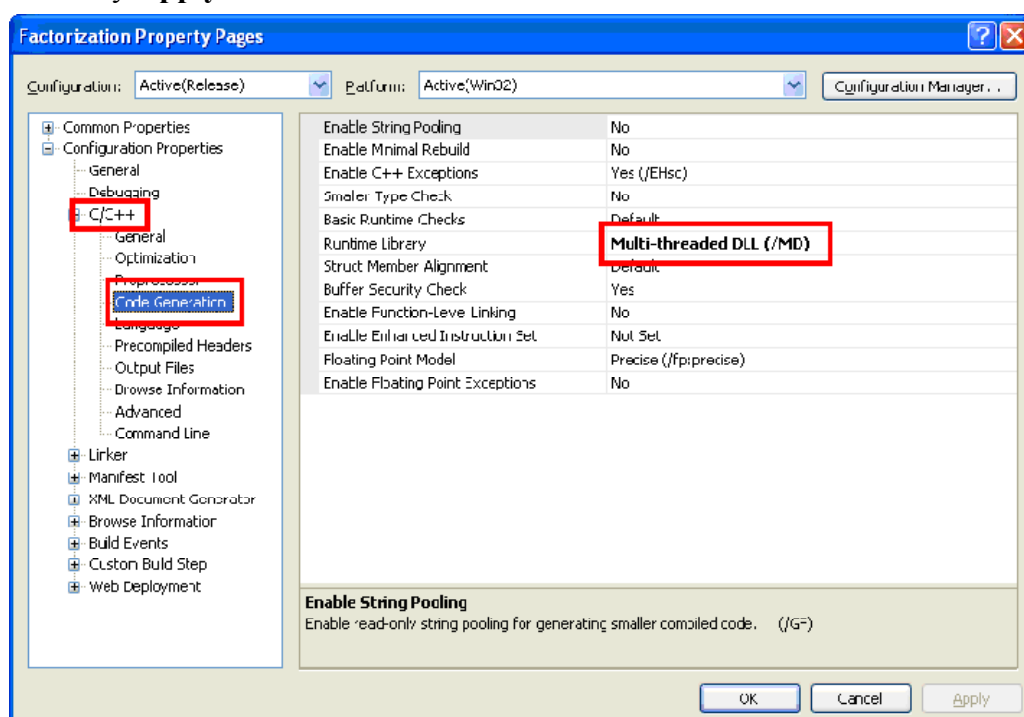 Factorization Property Pages
Configuration: Active(Release) Platform: Active(Win32) Configuration Manager...
Common Properties
Configuration Properties
General
Debugging
C/C++
General
Optimization
Preprocessor
Code Generation
Language
Precompiled Headers
Output Files
Browse Information
Advanced
Command Line
Linker
Manifest Tool
XML Document Generator
Browse Information
Build Events
Custom Build Step
Web Deployment
Enable String Pooling No
Enable Minimal Rebuild No
Enable C++ Exceptions Yes (/EHsc)
Smaller Type Check No
Basic Runtime Checks Default
Runtime Library Multi-threaded DLL (/MD)
Struct Member Alignment Default
Buffer Security Check Yes
Enable Function-Level Linking No
Enable Enhanced Instruction Set Not Set
Floating Point Model Precise (/fp:precise)
Enable Floating Point Exceptions No
Enable String Pooling
Enable read-only string pooling for generating smaller compiled code. (/GF)
OK Cancel Apply